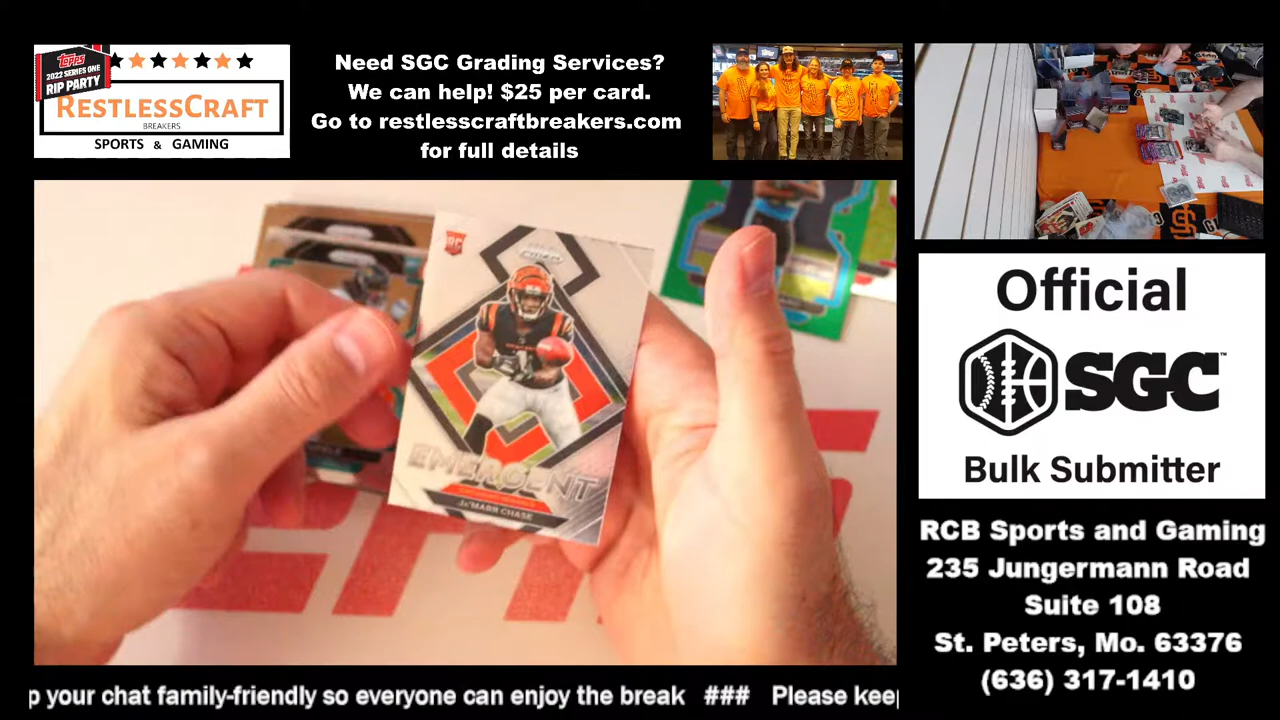 TOPPS
2022 SERIES ONE
RIP PARTY
RESTLESSCRAFT
BREAKERS
SPORTS & GAMING
Need SGC Grading Services?
We can help! $25 per card.
Go to restlesscraftbreakers.com
for full details
RC
PRIZM
EMERGENT
JA'MARR CHASE
Official
SGC
Bulk Submitter
RCB Sports and Gaming
235 Jungermann Road
Suite 108
St. Peters, Mo. 63376
(636) 317-1410
p your chat family-friendly so everyone can enjoy the break ### Please keep